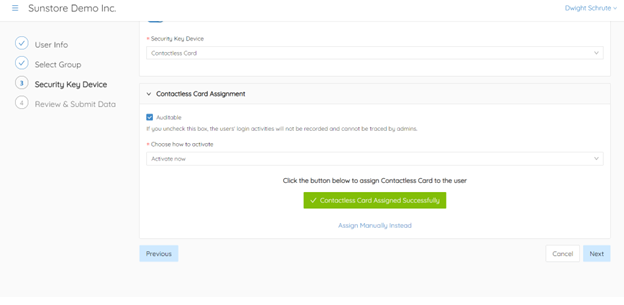 Sunstore Demo Inc.
Dwight Schrute
User Info
Select Group
3 Security Key Device
4 Review & Submit Data
* Security Key Device
Contactless Card
Contactless Card Assignment
Auditable
If you uncheck this box, the users' login activities will not be recorded and cannot be traced by admins.
* Choose how to activate
Activate now
Click the button below to assign Contactless Card to the user
Contactless Card Assigned Successfully
Assign Manually Instead
Previous
Cancel
Next